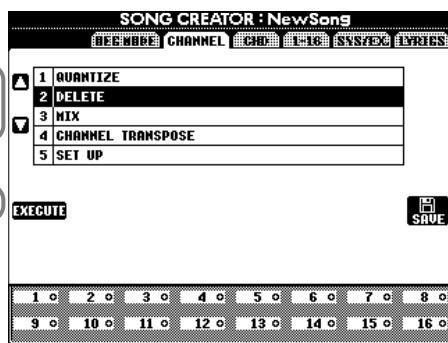 SONG CREATOR : NewSong
REC MODE CHANNEL CHD 1-16 SYS/EX. LYRICS
1 QUANTIZE
2 DELETE
3 MIX
4 CHANNEL TRANSPOSE
5 SET UP
EXECUTE
SAVE
1 2 3 4 5 6 7 8
9 10 11 12 13 14 15 16